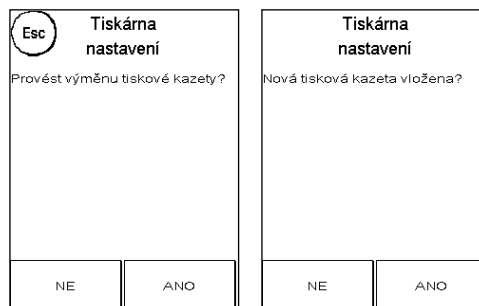 Esc
Tiskárna
nastavení
Provést výměnu tiskové kazety?
NE
ANO
Tiskárna
nastavení
Nová tisková kazeta vložena?
NE
ANO